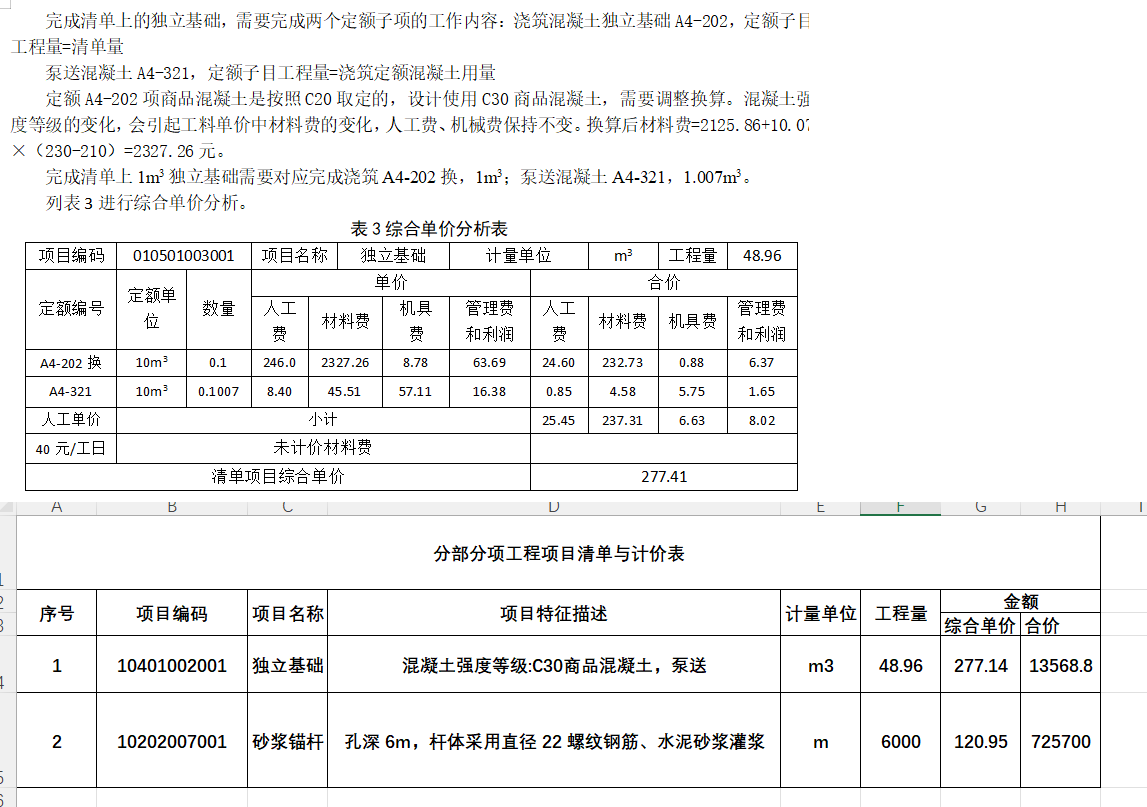 完成清单上的独立基础，需要完成两个定额子项的工作内容：浇筑混凝土独立基础 A4-202，定额子目
工程量=清单量
泵送混凝土 A4-321，定额子目工程量=浇筑定额混凝土用量
定额 A4-202 项商品混凝土是按照 C20 取定的，设计使用 C30 商品混凝土，需要调整换算。混凝土强
度等级的变化，会引起工料单价中材料费的变化，人工费、机械费保持不变。换算后材料费=2125.86+10.07
×（230-210）=2327.26 元。
完成清单上 1m³ 独立基础需要对应完成浇筑 A4-202 换，1m³；泵送混凝土 A4-321，1.007m³。
列表 3 进行综合单价分析。
表 3 综合单价分析表
项目编码 010501003001 项目名称 独立基础 计量单位 m³ 工程量 48.96
定额编号 定额单位 数量 单价 合价
人工费 材料费 机具费 管理费和利润 人工费 材料费 机具费 管理费和利润
A4-202 换 10m³ 0.1 246.0 2327.26 8.78 63.69 24.60 232.73 0.88 6.37
A4-321 10m³ 0.1007 8.40 45.51 57.11 16.38 0.85 4.58 5.75 1.65
人工单价 小计 25.45 237.31 6.63 8.02
40 元/工日 未计价材料费
清单项目综合单价 277.41
A B C D E F G H I
1 分部分项工程项目清单与计价表
2 序号 项目编码 项目名称 项目特征描述 计量单位 工程量 金额
3 综合单价 合价
4 1 10401002001 独立基础 混凝土强度等级:C30商品混凝土，泵送 m3 48.96 277.14 13568.8
5 2 10202007001 砂浆锚杆 孔深 6m，杆体采用直径 22 螺纹钢筋、水泥砂浆灌浆 m 6000 120.95 725700
6